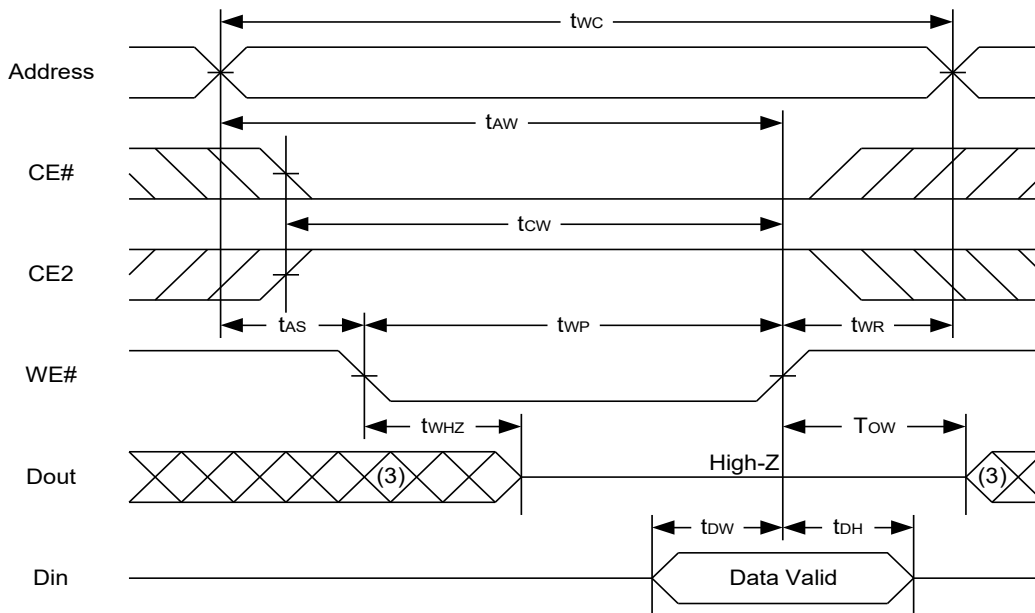 tWC
Address
tAW
CE#
tCW
CE2
tAS tWP tWR
WE#
tWHZ TOW
High-Z
Dout (3) (3)
tDW tDH
Din Data Valid